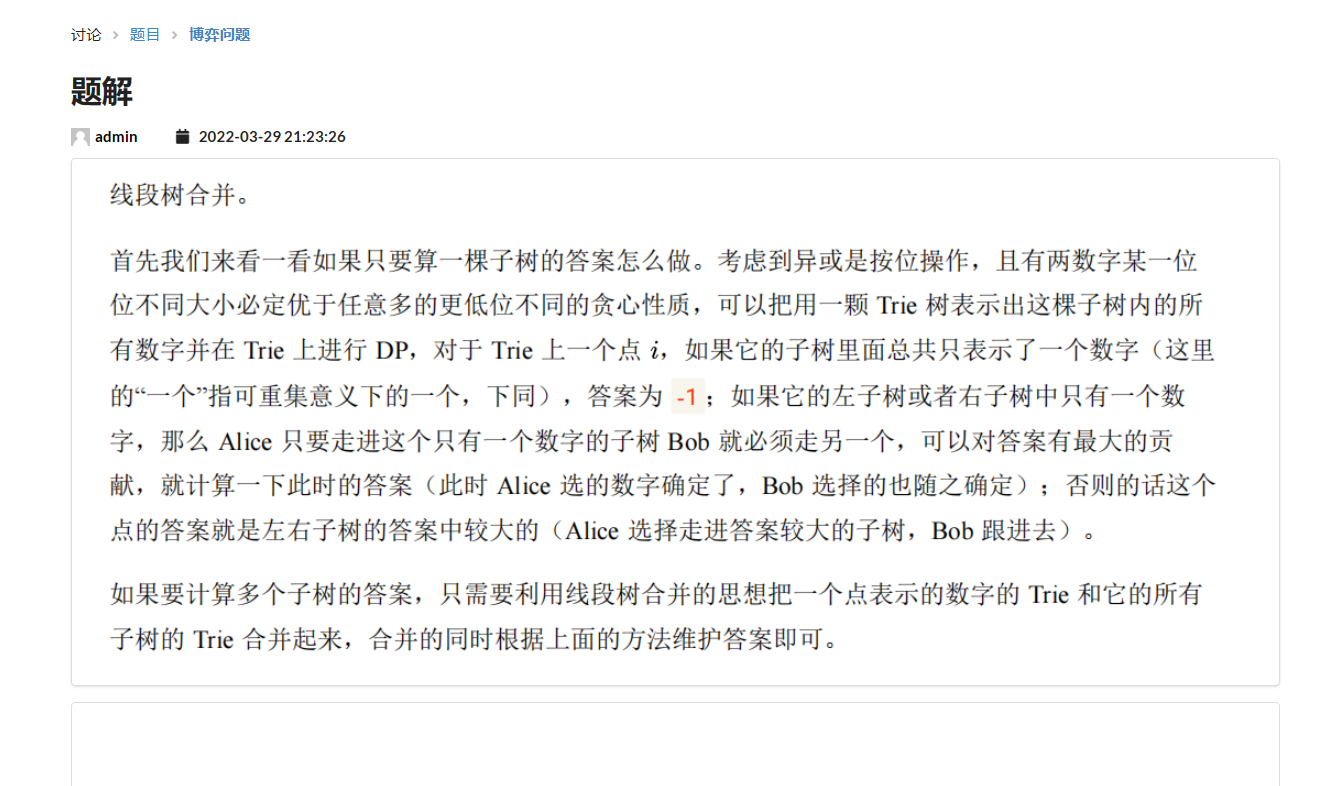 讨论 > 题目 > 博弈问题
题解
admin 2022-03-29 21:23:26
线段树合并。
首先我们来看一看如果只要算一棵子树的答案怎么做。考虑到异或是按位操作，且有两数字某一位
位不同大小必定优于任意多的更低位不同的贪心性质，可以把用一颗 Trie 树表示出这棵子树内的所
有数字并在 Trie 上进行 DP，对于 Trie 上一个点 i，如果它的子树里面总共只表示了一个数字（这里
的“一个”指可重集意义下的一个，下同），答案为 -1；如果它的左子树或者右子树中只有一个数
字，那么 Alice 只要走进这个只有一个数字的子树 Bob 就必须走另一个，可以对答案有最大的贡
献，就计算一下此时的答案（此时 Alice 选的数字确定了，Bob 选择的也随之确定）；否则的话这个
点的答案就是左右子树的答案中较大的（Alice 选择走进答案较大的子树，Bob 跟进去）。
如果要计算多个子树的答案，只需要利用线段树合并的思想把一个点表示的数字的 Trie 和它的所有
子树的 Trie 合并起来，合并的同时根据上面的方法维护答案即可。